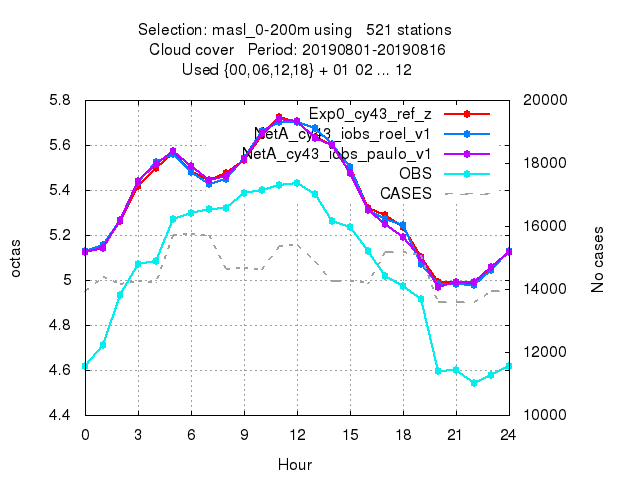 Selection: masl_0-200m using   521 stations
Cloud cover   Period: 20190801-20190816
Used {00,06,12,18} + 01 02 ... 12
5.8
5.6
5.4
5.2
5
4.8
4.6
4.4
octas
20000
18000
16000
14000
12000
10000
No cases
Exp0_cy43_ref_z
NetA_cy43_iobs_roel_v1
NetA_cy43_iobs_paulo_v1
OBS
CASES
0 3 6 9 12 15 18 21 24
Hour